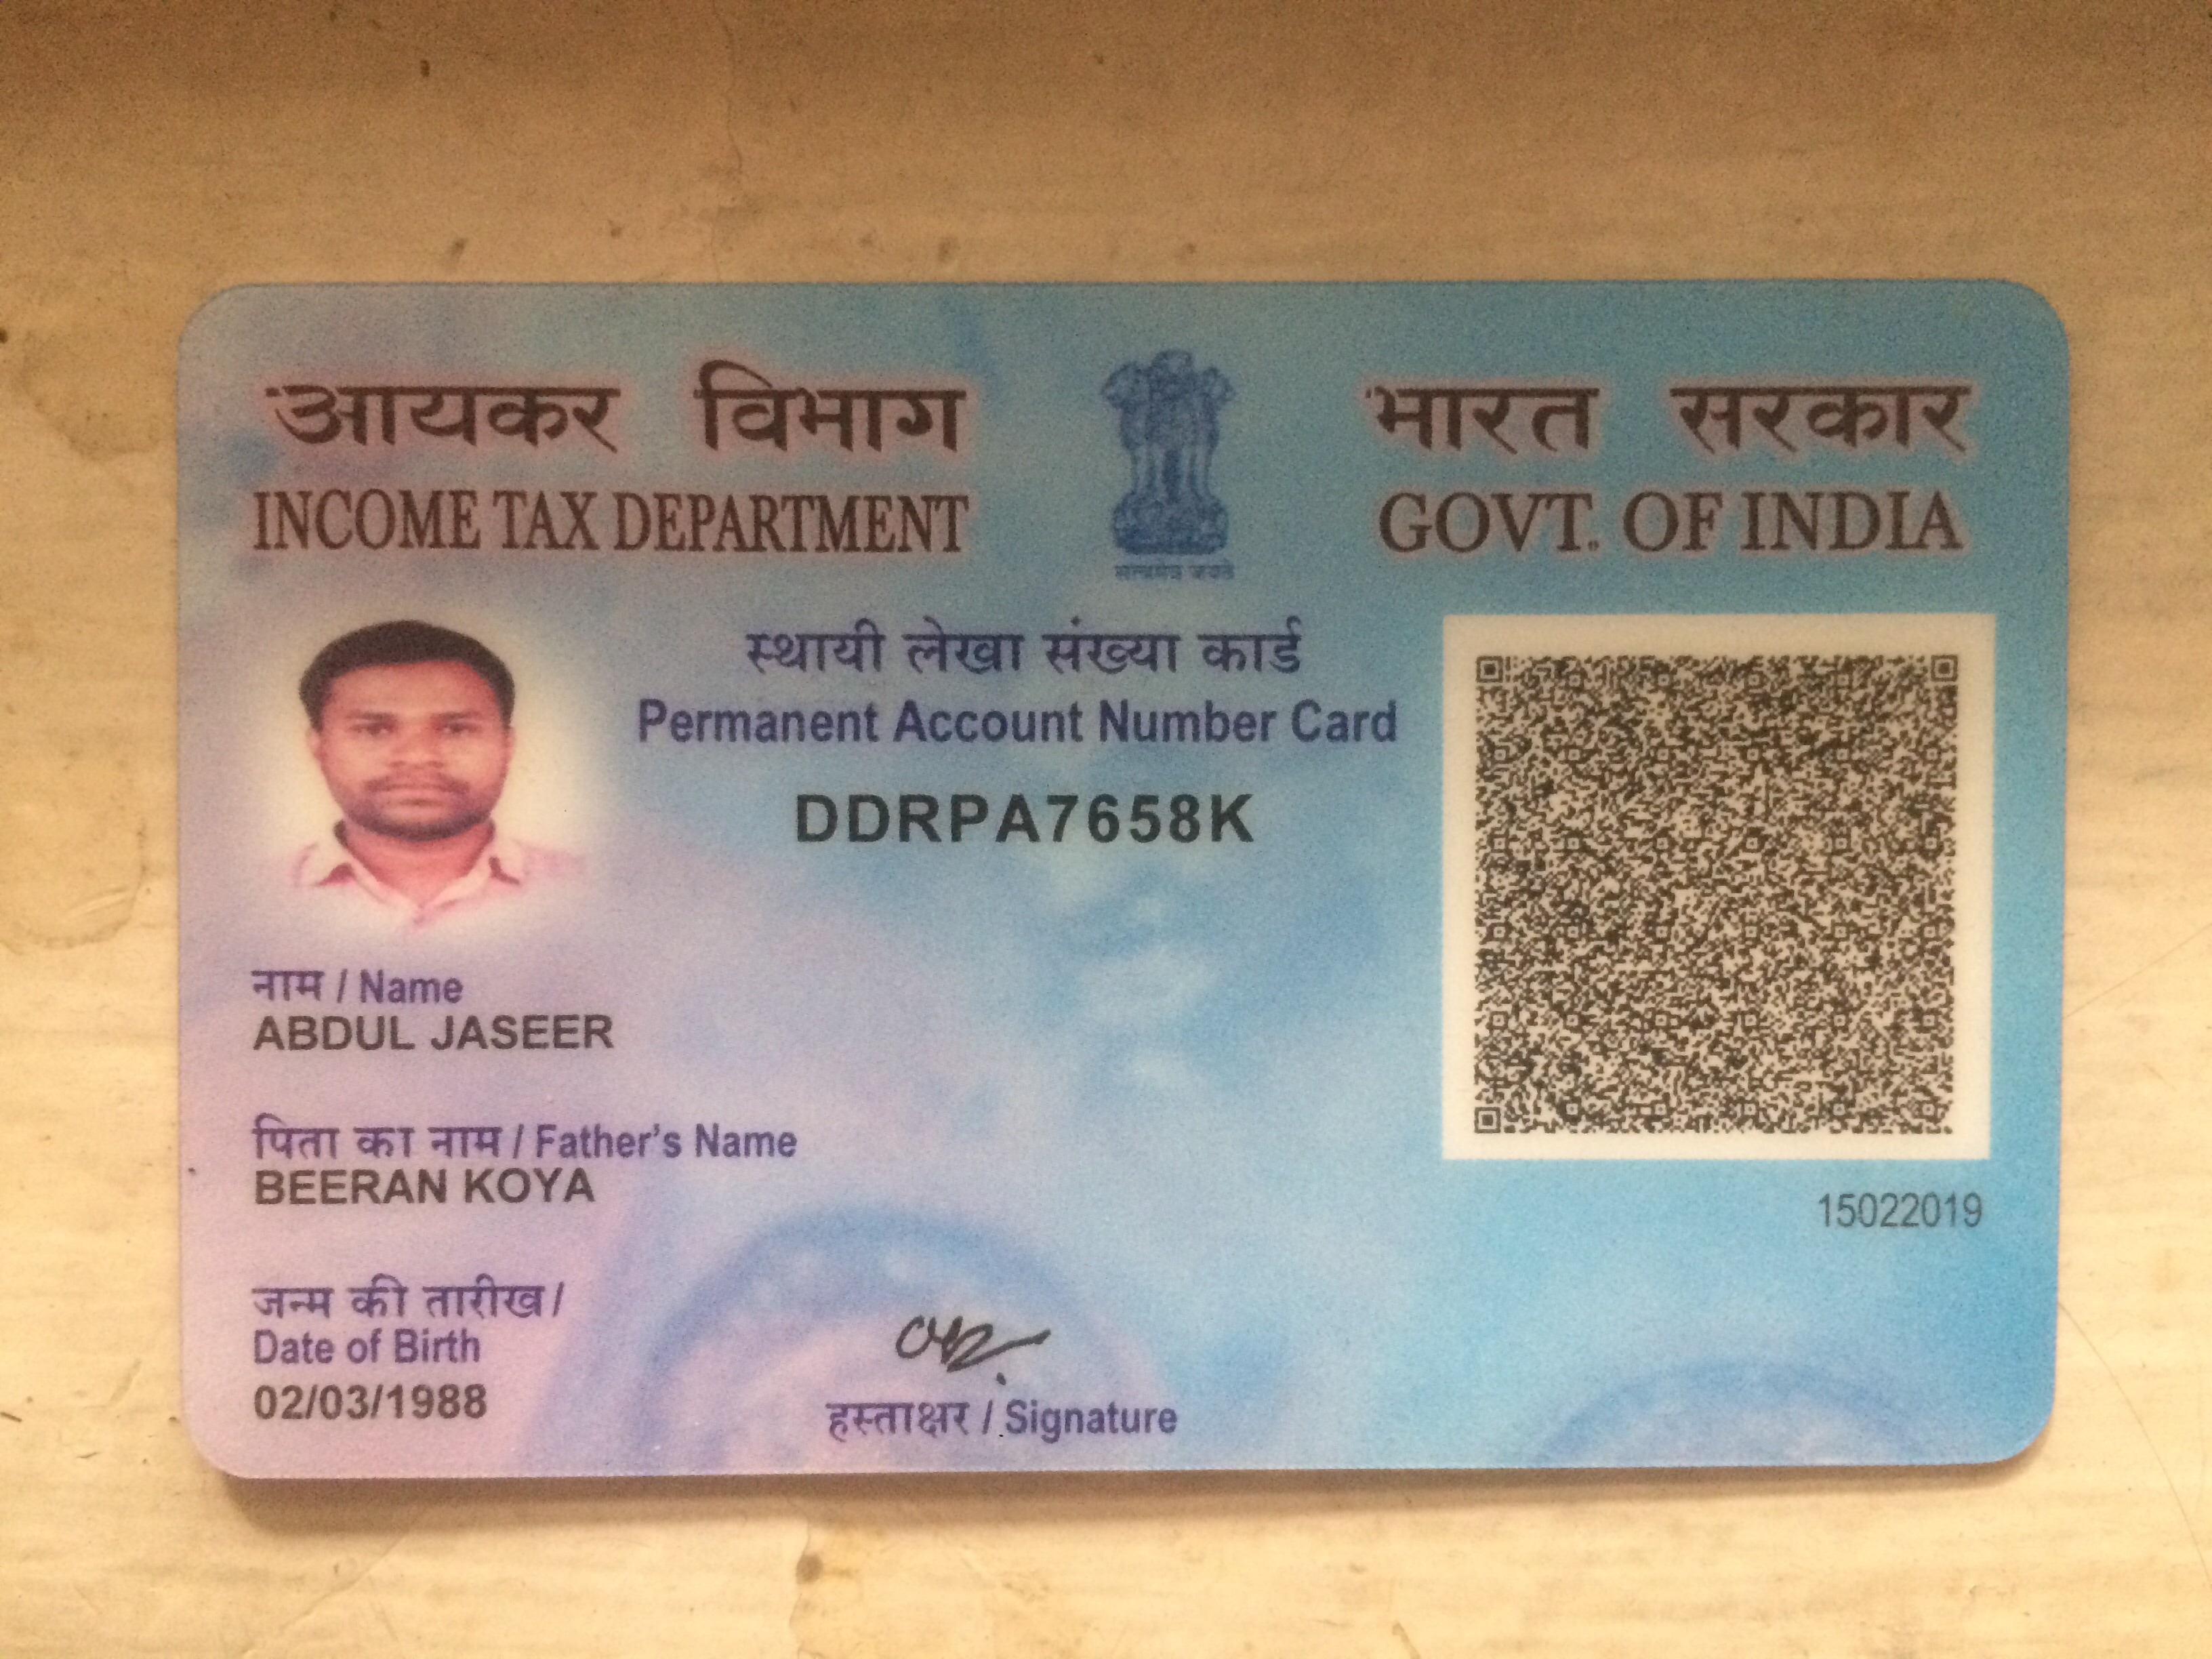 आयकर विभाग
INCOME TAX DEPARTMENT
भारत सरकार
GOVT. OF INDIA
सत्यमेव जयते
स्थायी लेखा संख्या कार्ड
Permanent Account Number Card
DDRPA7658K
नाम / Name
ABDUL JASEER
पिता का नाम / Father's Name
BEERAN KOYA
जन्म की तारीख /
Date of Birth
02/03/1988
हस्ताक्षर / Signature
15022019